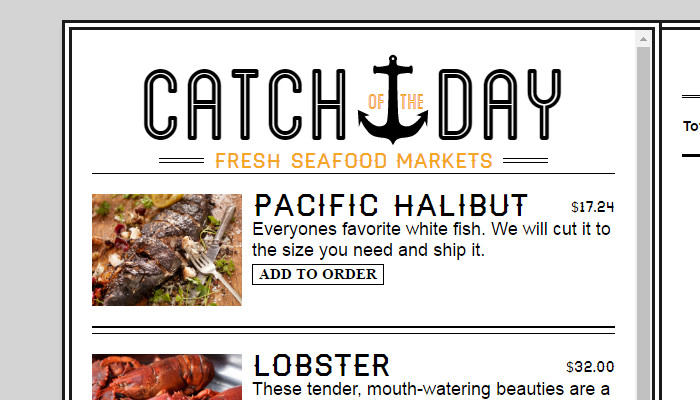 CATCH OF THE DAY
FRESH SEAFOOD MARKETS
PACIFIC HALIBUT $17.24
Everyones favorite white fish. We will cut it to
the size you need and ship it.
ADD TO ORDER
LOBSTER $32.00
These tender, mouth-watering beauties are a